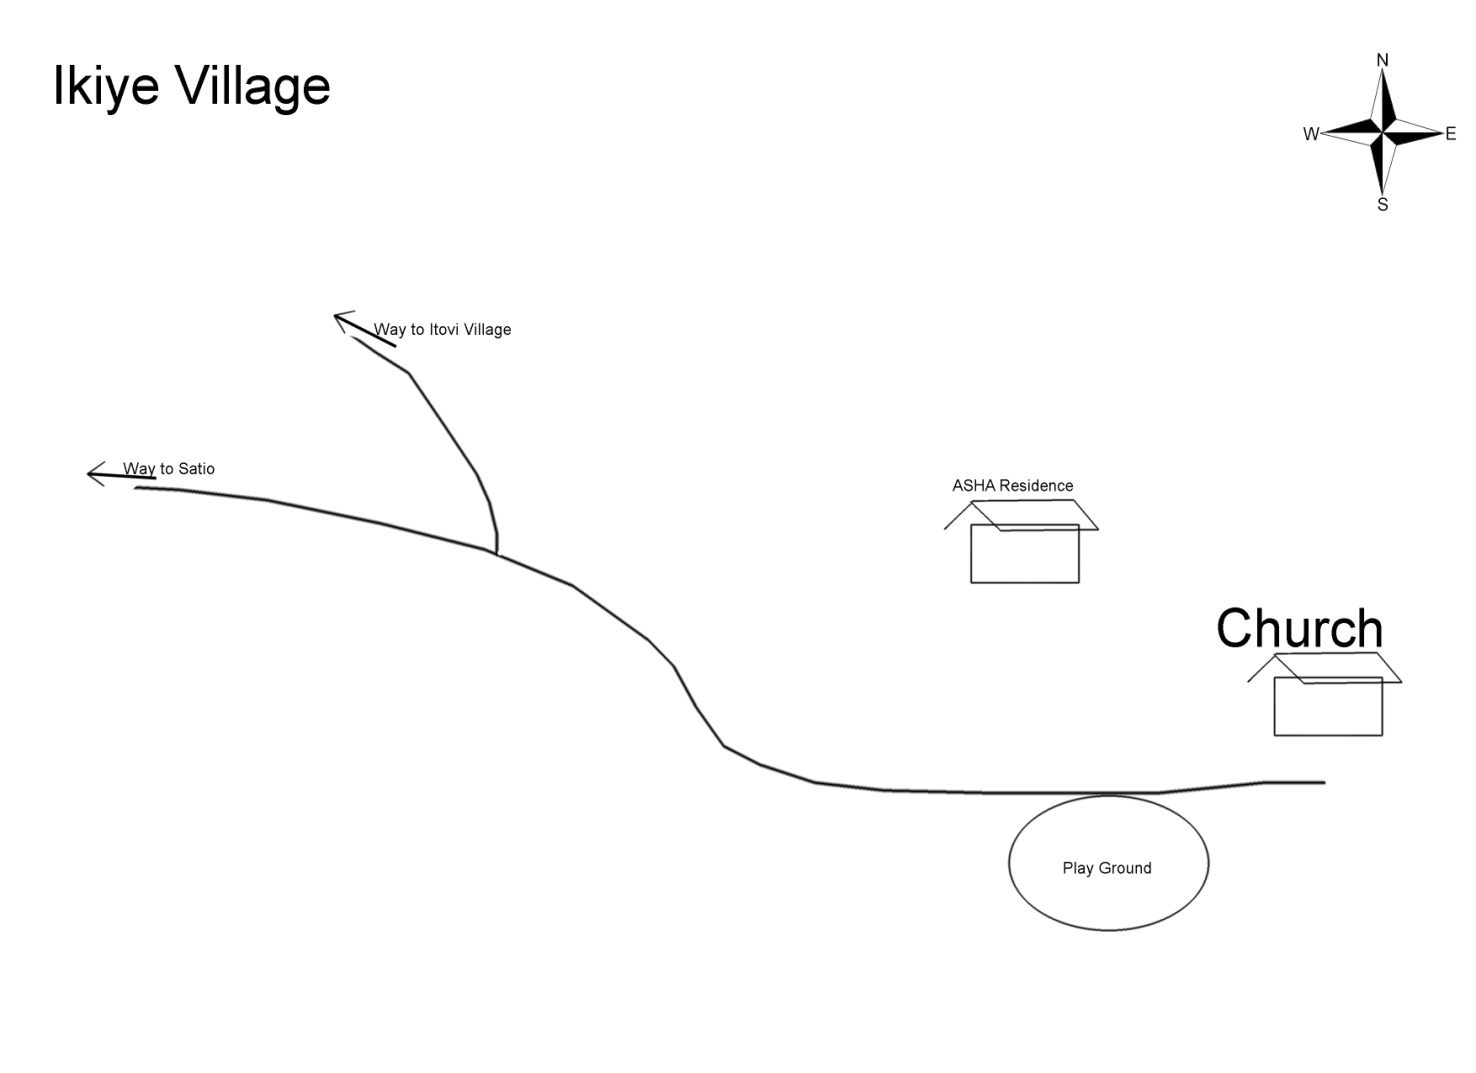 Ikiye Village
N
W
E
S
Way to Itovi Village
Way to Satio
ASHA Residence
Church
Play Ground